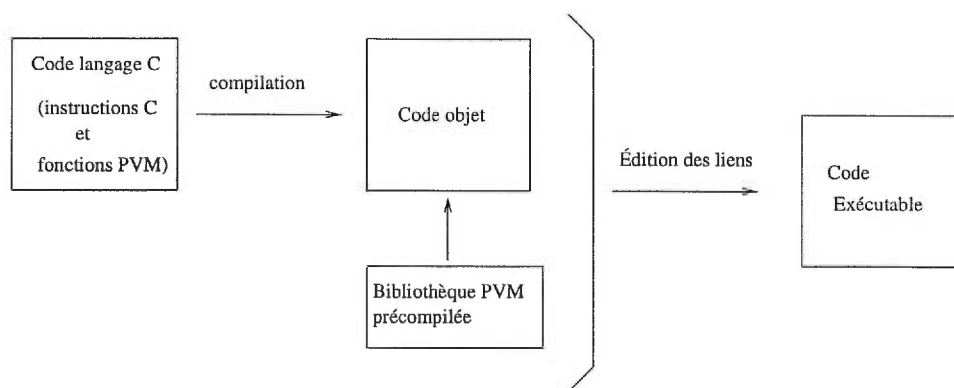 Code langage C
(instructions C
et
fonctions PVM)
compilation
Code objet
Bibliothèque PVM
précompilée
Édition des liens
Code
Exécutable